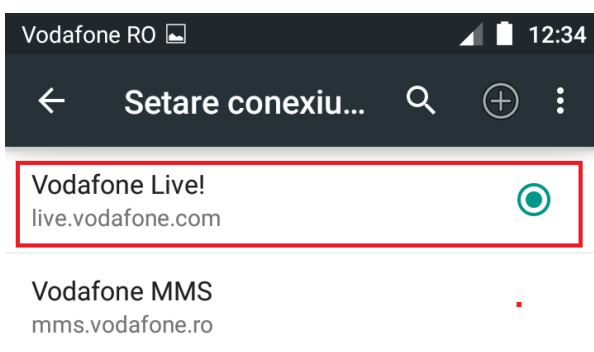 Vodafone RO
12:34
Setare conexiu...
Vodafone Live!
live.vodafone.com
Vodafone MMS
mms.vodafone.ro